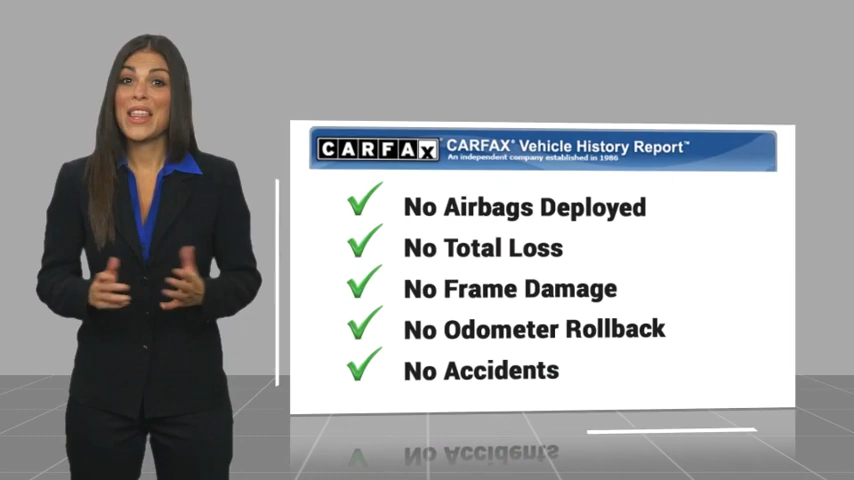 CARFAX
CARFAX® Vehicle History Report™
An independent company established in 1986
No Airbags Deployed
No Total Loss
No Frame Damage
No Odometer Rollback
No Accidents
No Accidents